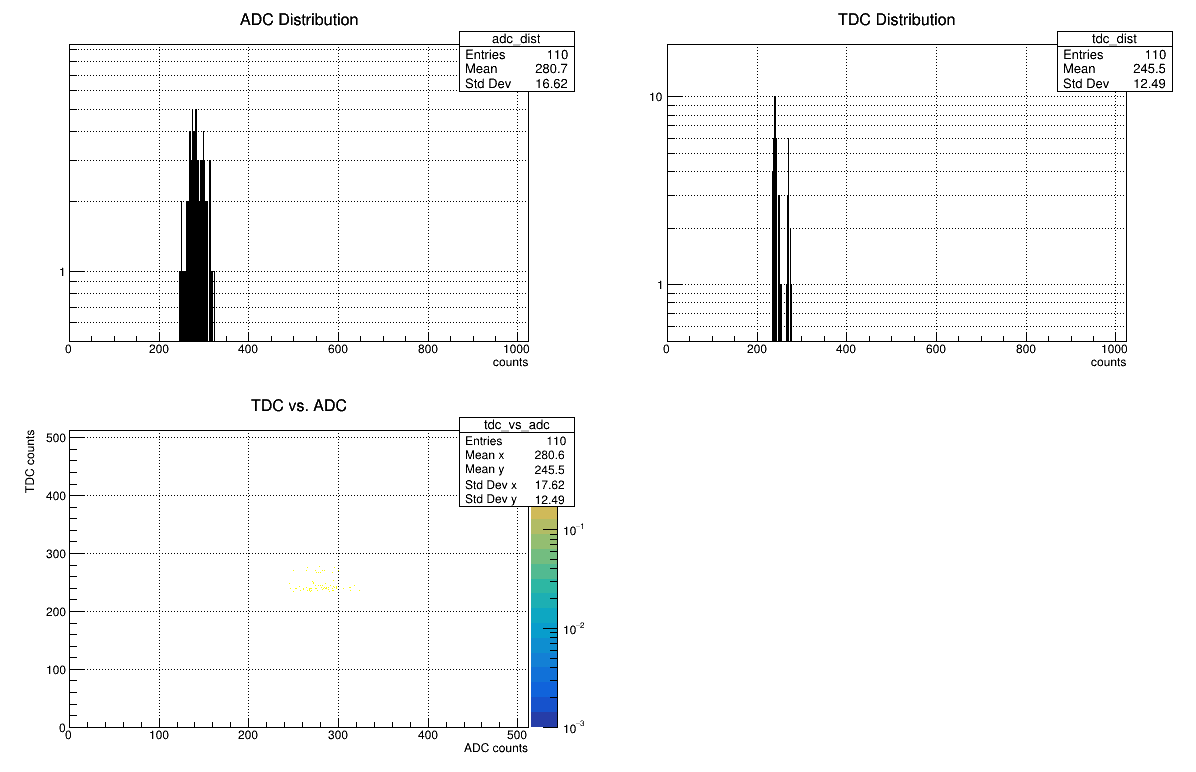 ADC Distribution
adc_dist
Entries 110
Mean 280.7
Std Dev 16.62
1
0 200 400 600 800 1000
counts
TDC Distribution
tdc_dist
Entries 110
Mean 245.5
Std Dev 12.49
10
1
0 200 400 600 800 1000
counts
TDC vs. ADC
tdc_vs_adc
Entries 110
Mean x 280.6
Mean y 245.5
Std Dev x 17.62
Std Dev y 12.49
TDC counts
500
400
300
200
100
0
0 100 200 300 400 500
ADC counts
10⁻¹
10⁻²
10⁻³